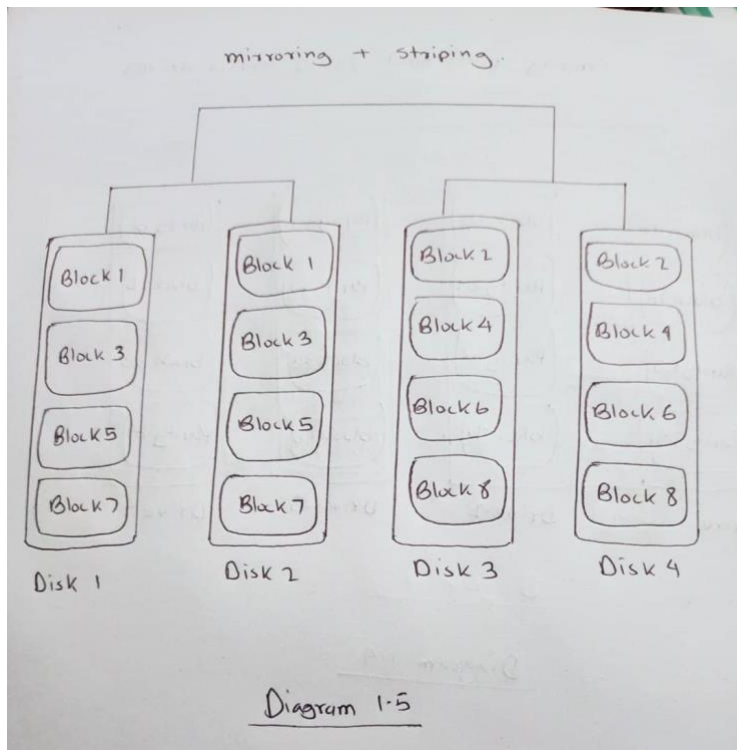 mirroring + striping.
Block 1
Block 3
Block 5
Block 7
Disk 1
Block 1
Block 3
Block 5
Block 7
Disk 2
Block 2
Block 4
Block 6
Block 8
Disk 3
Block 2
Block 4
Block 6
Block 8
Disk 4
Diagram 1.5